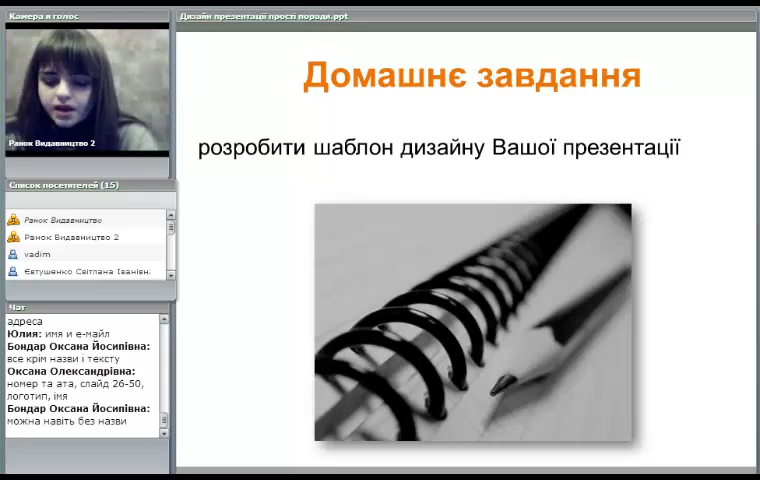 Камера и голос
Дизайн презентації прості поради.ppt
Ранок Видавництво 2
Список посетителей (15)
Ранок Видавництво
Ранок Видавництво 2
vadim
Євтушенко Світлана Іванівн
Чат
адреса
Юлия: имя и е-майл
Бондар Оксана Йосипівна:
все крім назви і тексту
Оксана Олександрівна:
номер та ата, слайд 26-50,
логотип, імя
Бондар Оксана Йосипівна:
можна навіть без назви
Домашнє завдання
розробити шаблон дизайну Вашої презентації